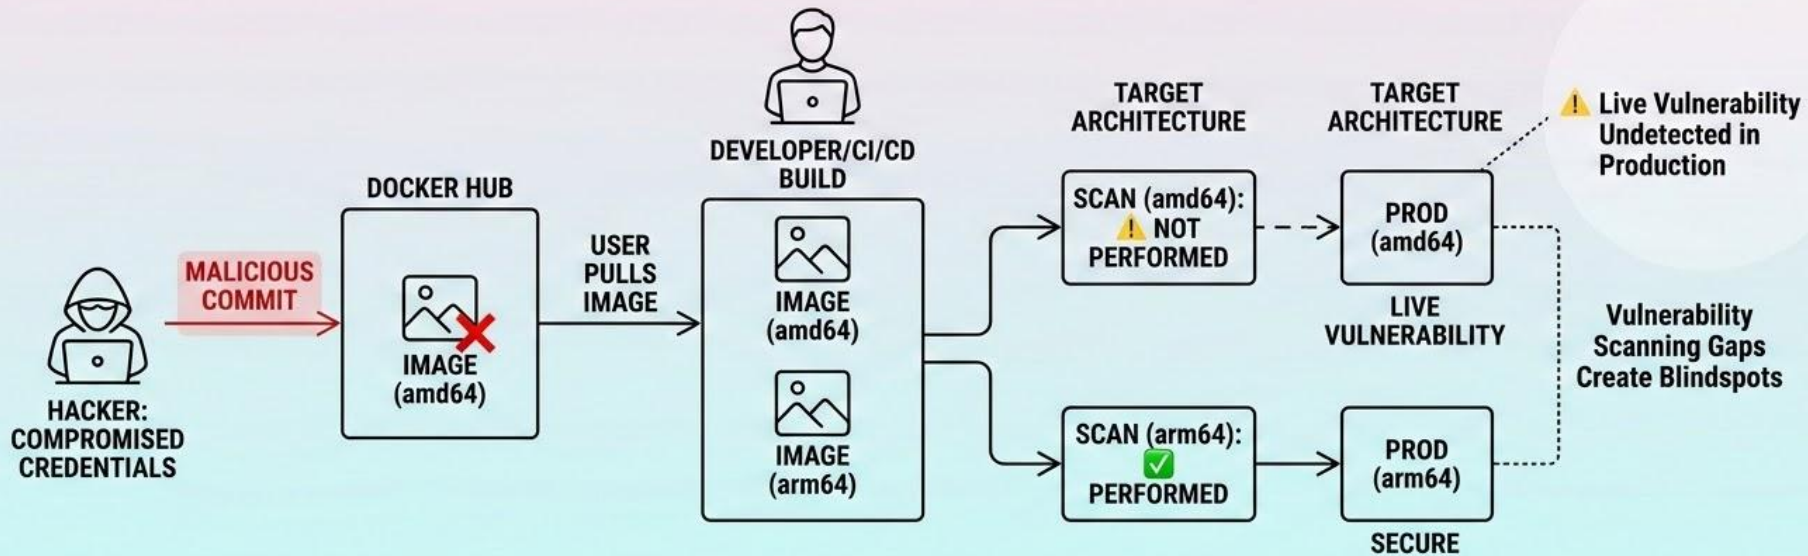 HACKER:
COMPROMISED
CREDENTIALS
MALICIOUS
COMMIT
DOCKER HUB
IMAGE
(amd64)
USER
PULLS
IMAGE
DEVELOPER/CI/CD
BUILD
IMAGE
(amd64)
IMAGE
(arm64)
TARGET
ARCHITECTURE
SCAN (amd64):
⚠️ NOT
PERFORMED
SCAN (arm64):
✅
PERFORMED
TARGET
ARCHITECTURE
PROD
(amd64)
LIVE
VULNERABILITY
PROD
(arm64)
SECURE
⚠️ Live Vulnerability
Undetected in
Production
Vulnerability
Scanning Gaps
Create Blindspots